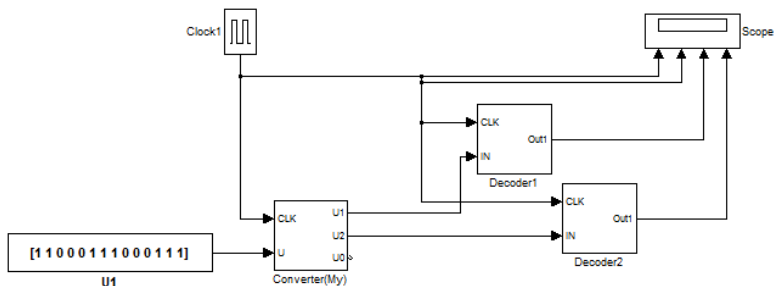 Clock1
Scope
CLK
IN
Out1
Decoder1
CLK
IN
Out1
Decoder2
CLK
U
U1
U2
U0
Converter(My)
[1 1 0 0 0 1 1 1 0 0 0 1 1 1]
U1